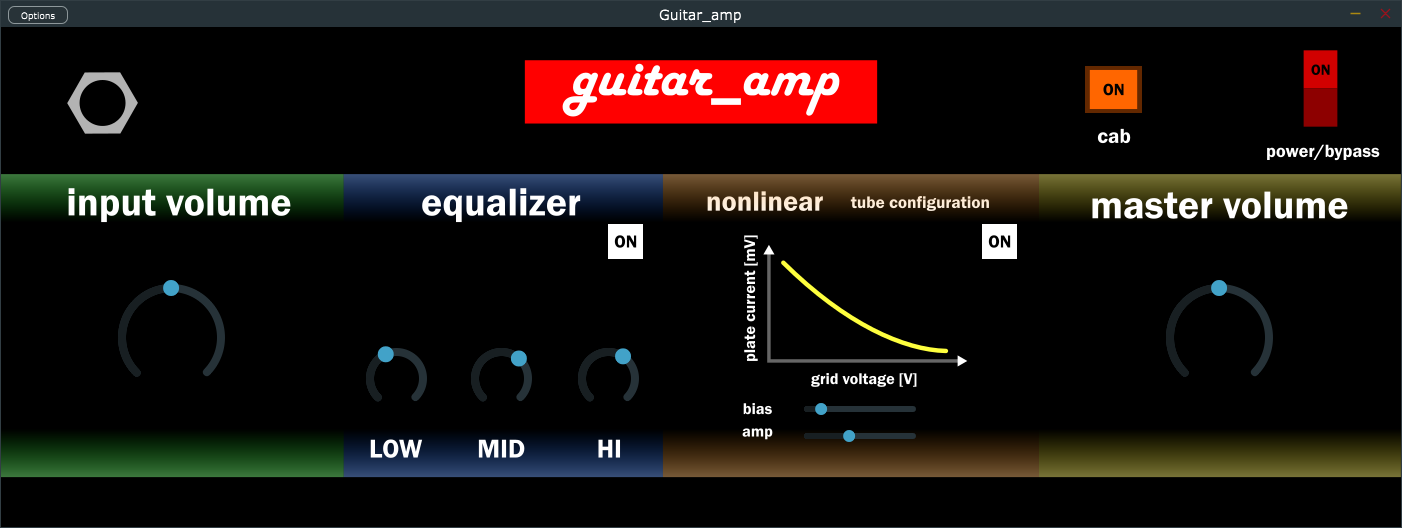 Options
Guitar_amp
guitar_amp
ON
cab
ON
power/bypass
input volume
equalizer
ON
LOW
MID
HI
nonlinear
tube configuration
ON
plate current [mV]
grid voltage [V]
bias
amp
master volume